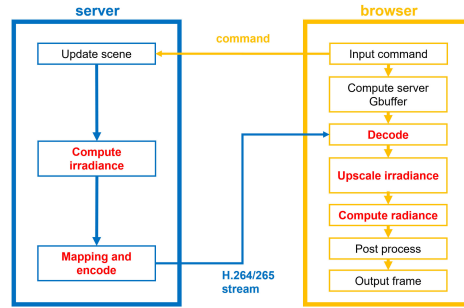 server
browser
command
Update scene
Input command
Compute server
Gbuffer
Decode
Compute
irradiance
Upscale irradiance
Compute radiance
Mapping and
encode
Post process
H.264/265
stream
Output frame